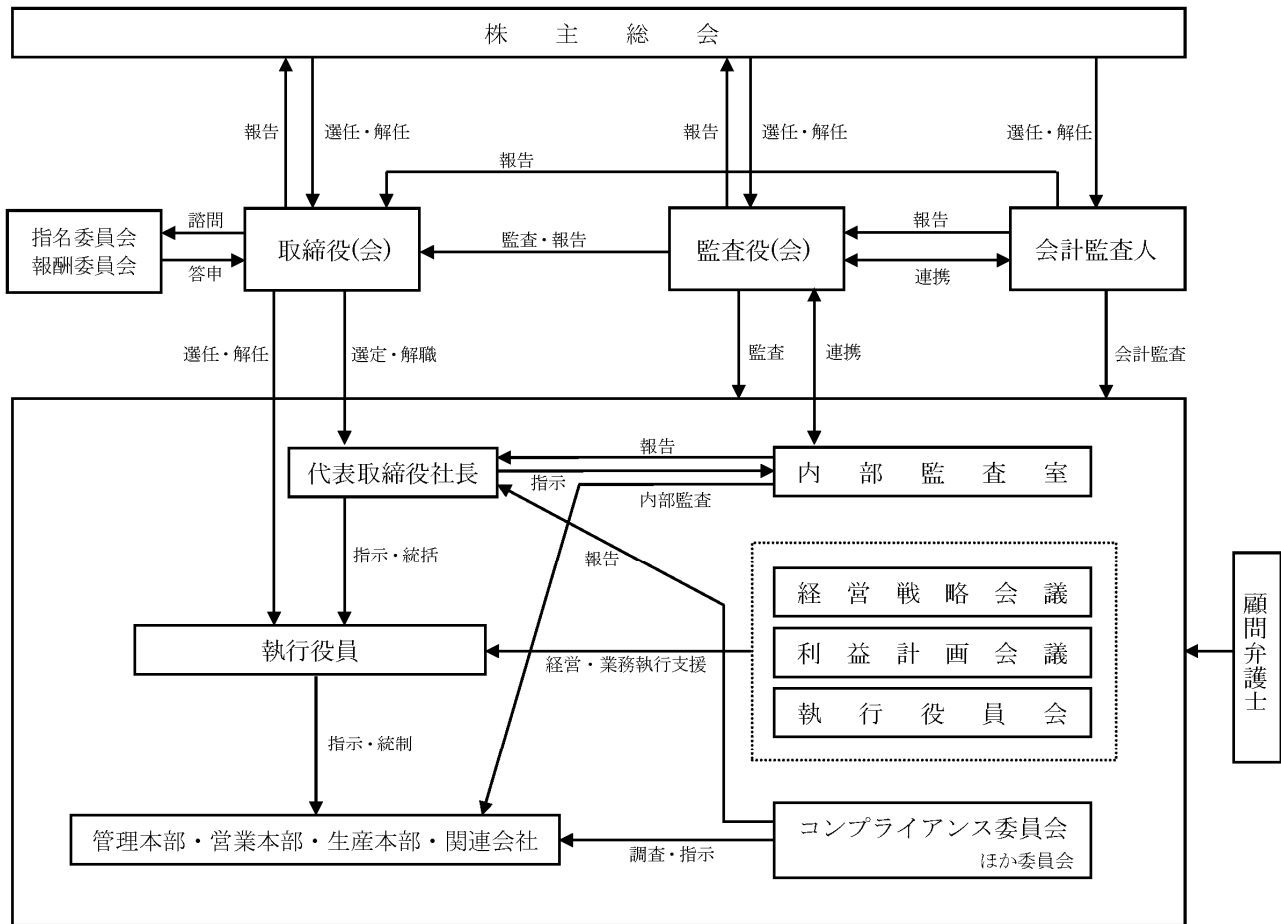 株主総会
報告
選任・解任
報告
選任・解任
選任・解任
報告
指名委員会
報酬委員会
諮問
答申
取締役(会)
監査・報告
監査役(会)
報告
連携
会計監査人
選任・解任
選定・解職
監査
連携
会計監査
代表取締役社長
報告
指示
内部監査
内部監査室
指示・統括
報告
経営戦略会議
利益計画会議
執行役員会
執行役員
経営・業務執行支援
顧問弁護士
指示・統制
管理本部・営業本部・生産本部・関連会社
調査・指示
コンプライアンス委員会
ほか委員会